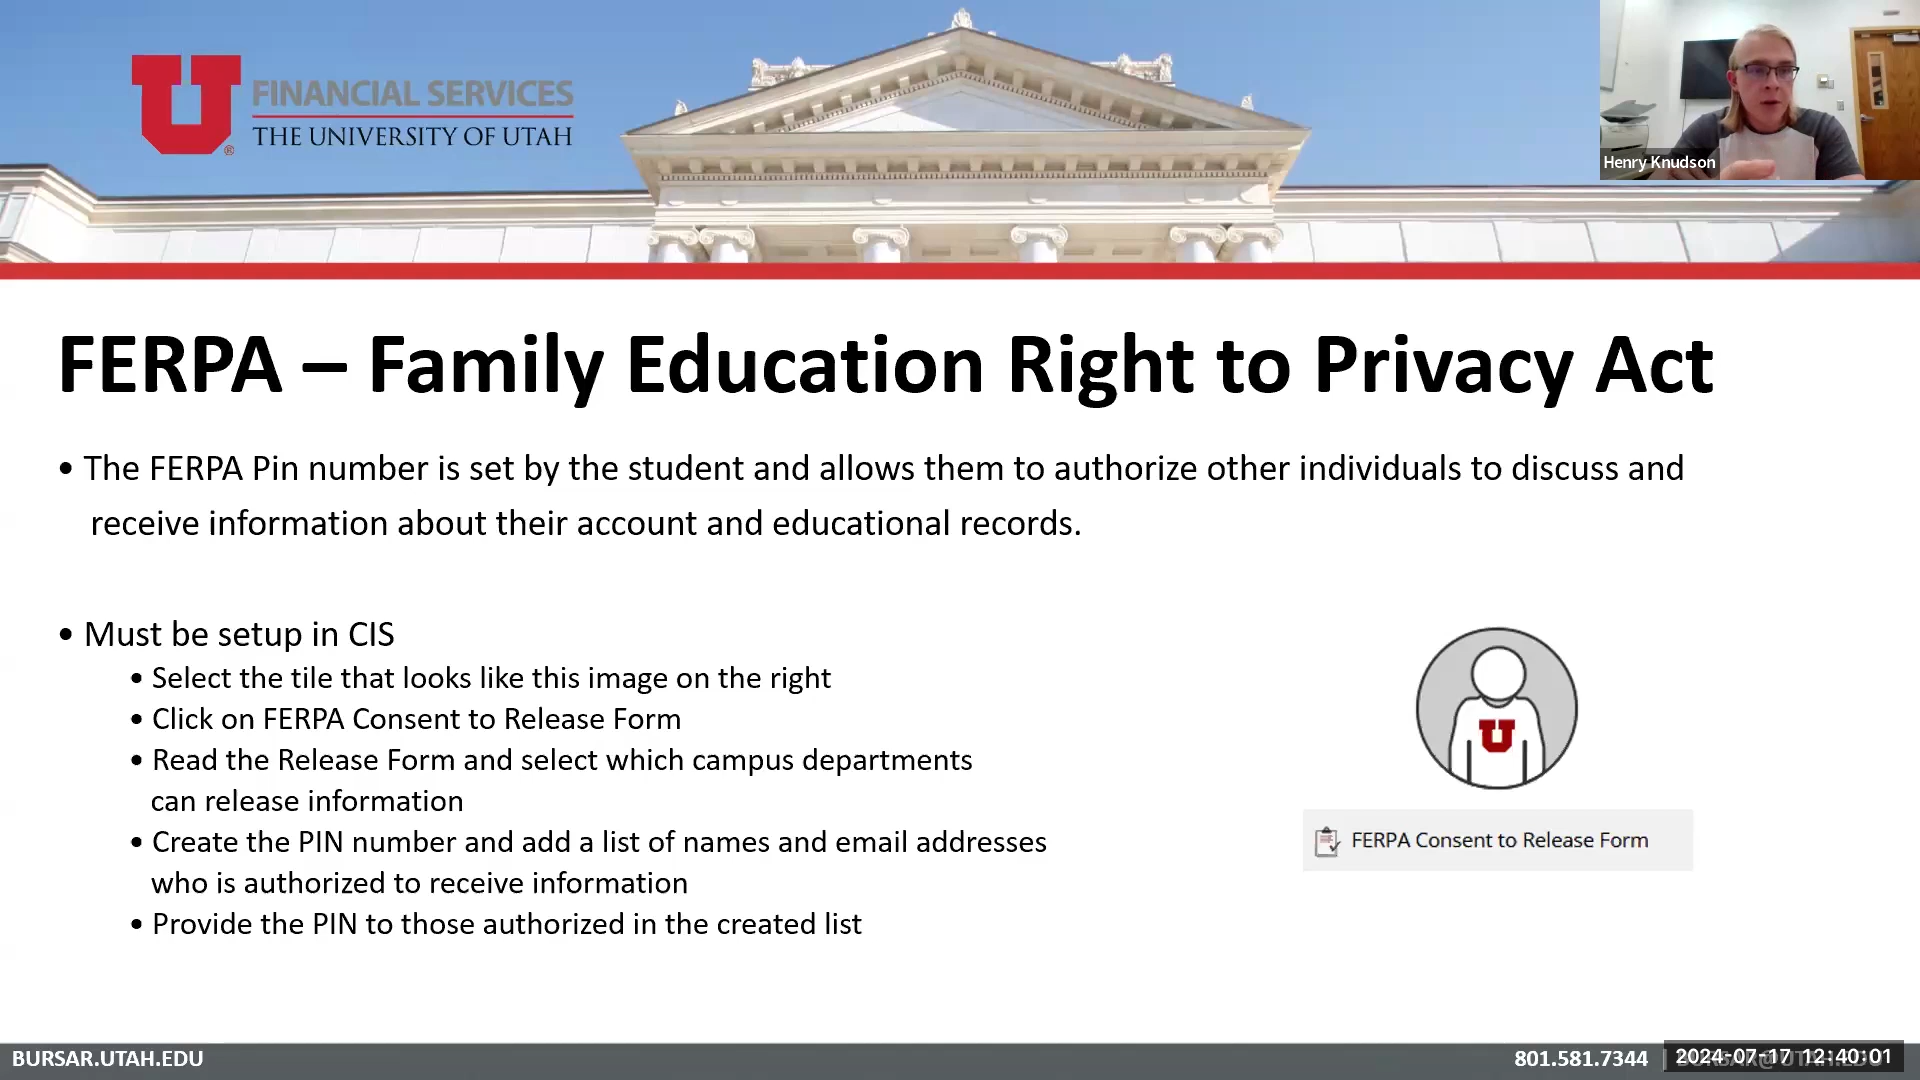 FINANCIAL SERVICES
THE UNIVERSITY OF UTAH
Henry Knudson
FERPA – Family Education Right to Privacy Act
• The FERPA Pin number is set by the student and allows them to authorize other individuals to discuss and
receive information about their account and educational records.
• Must be setup in CIS
• Select the tile that looks like this image on the right
• Click on FERPA Consent to Release Form
• Read the Release Form and select which campus departments
can release information
• Create the PIN number and add a list of names and email addresses
who is authorized to receive information
• Provide the PIN to those authorized in the created list
U
FERPA Consent to Release Form
BURSAR.UTAH.EDU
801.581.7344 |
2024-07-17 12:40:01